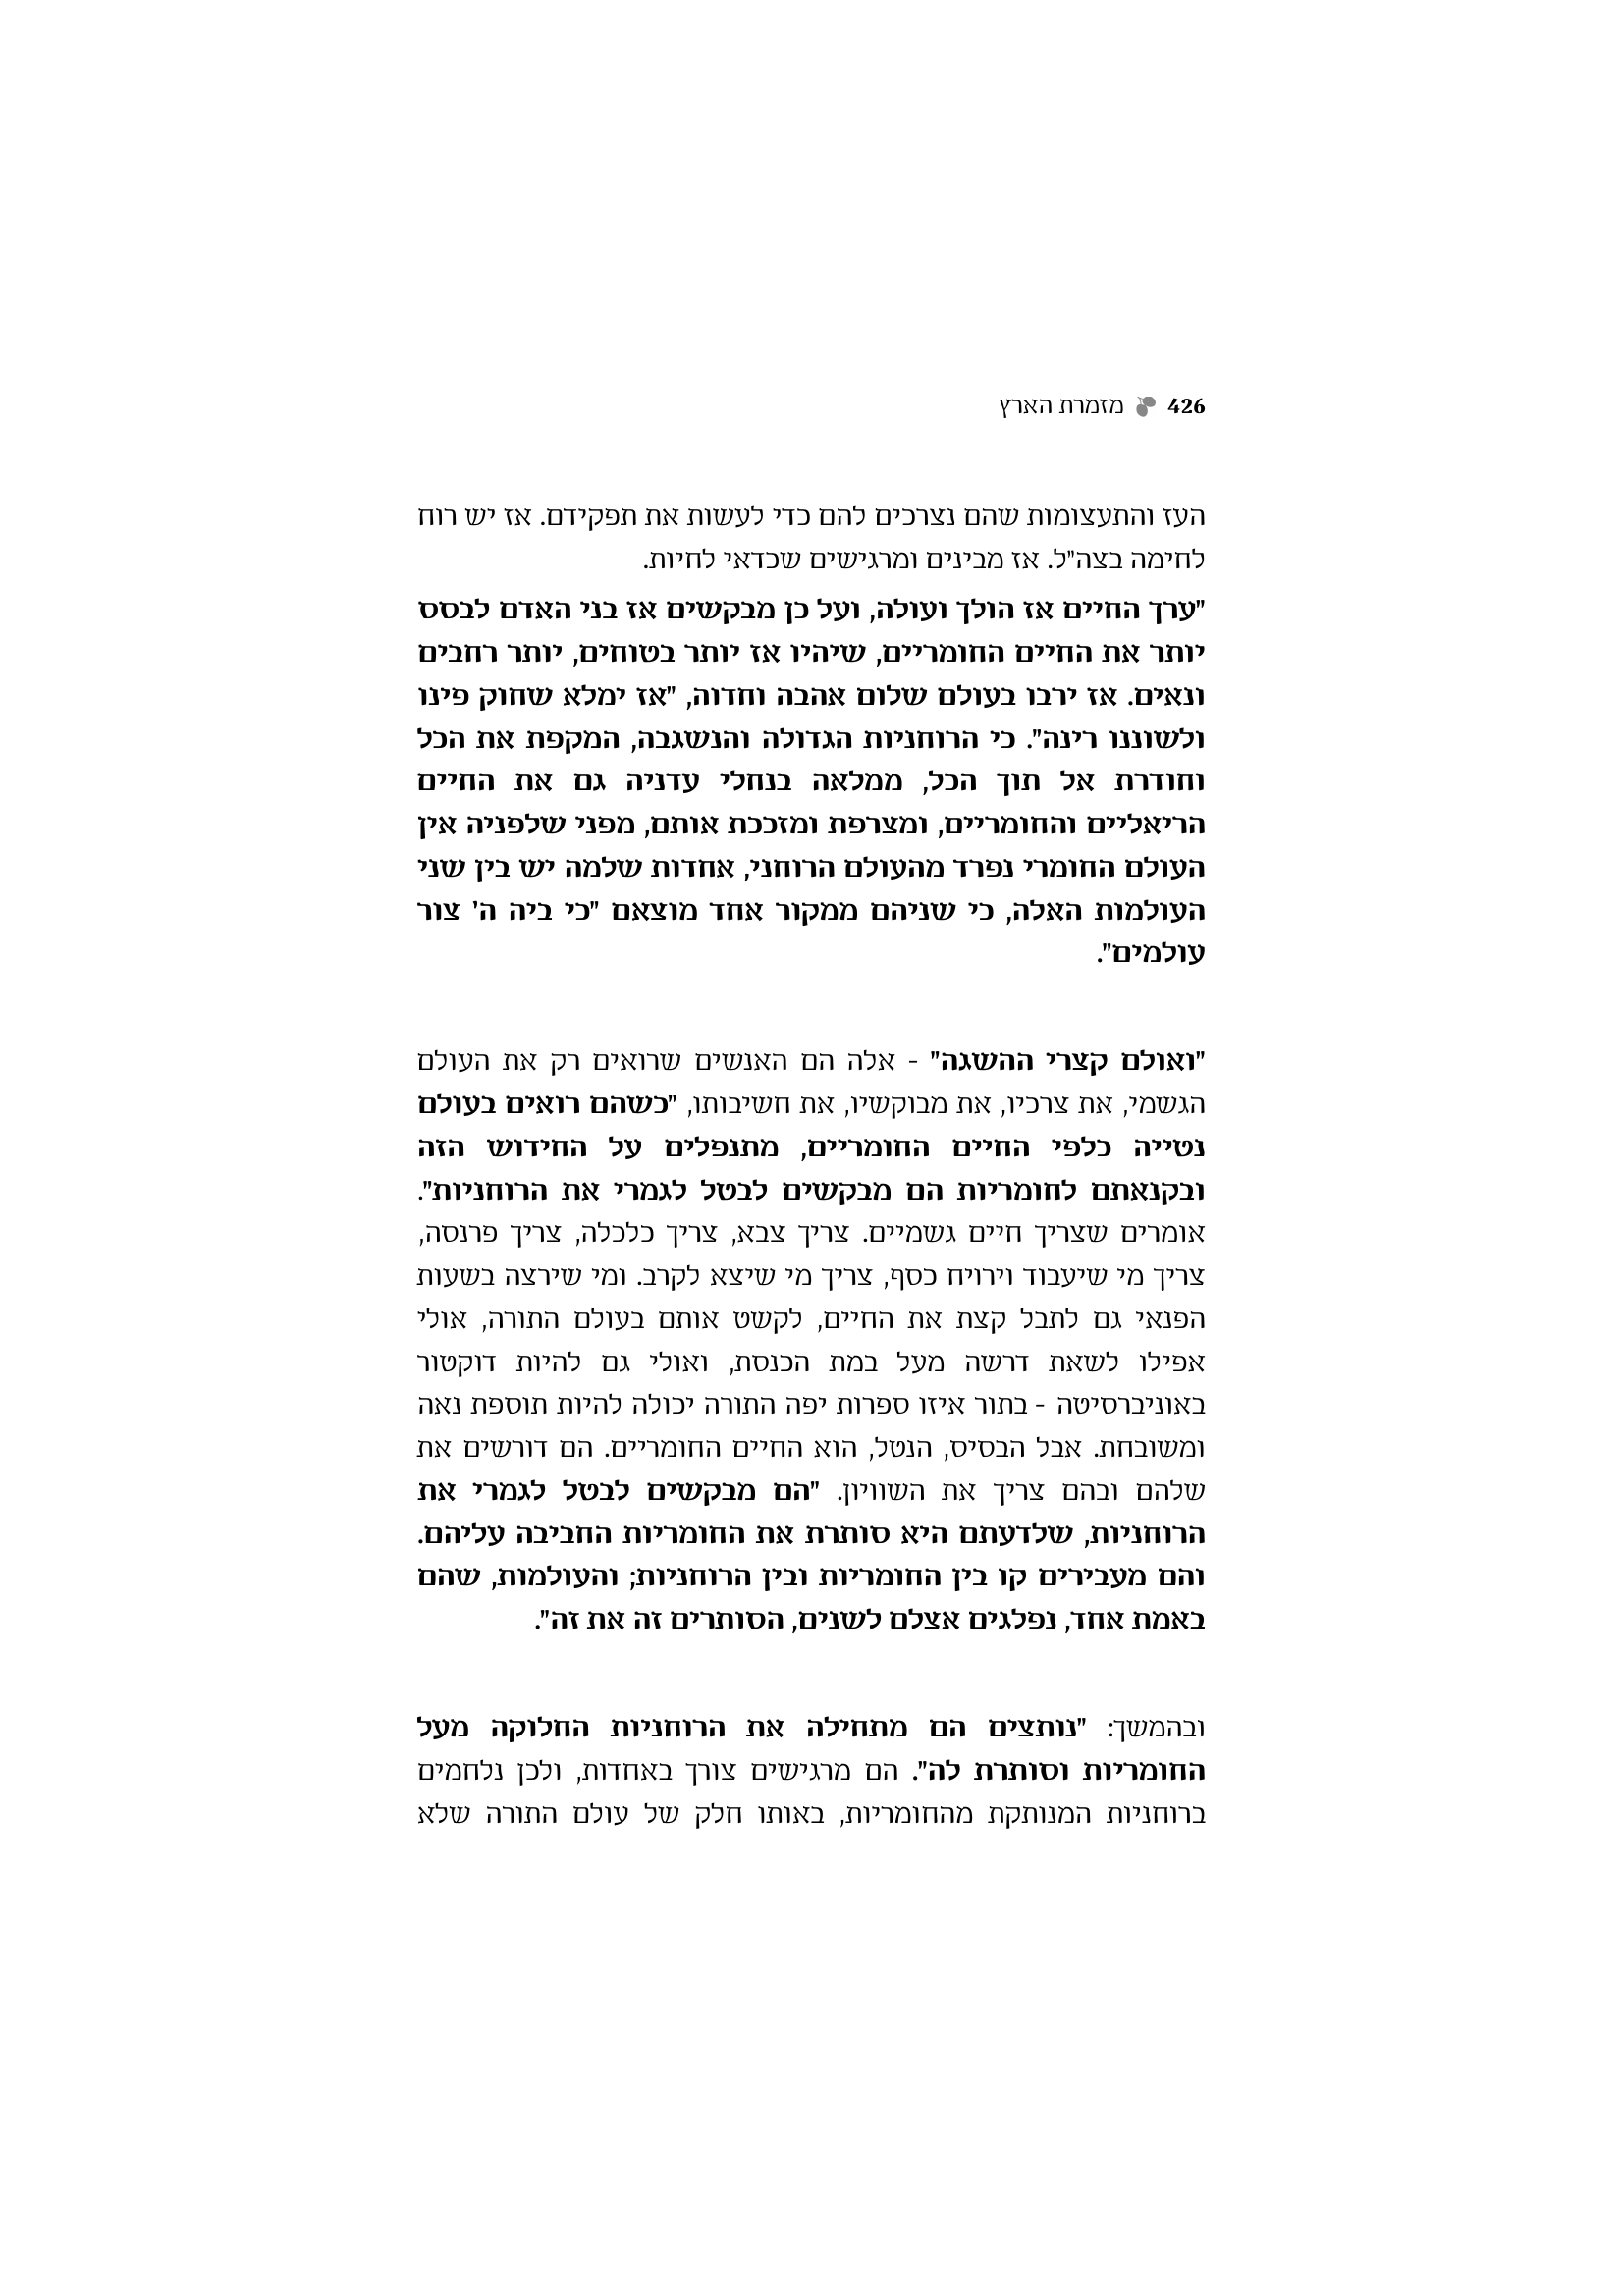 426 מזמרת הארץ
העז והתעצומות שהם נצרכים להם כדי לעשות את תפקידם. אז יש רוח
לחימה בצה"ל. אז מבינים ומרגישים שכדאי לחיות.
"ערך החיים אז הולך ועולה, ועל כן מבקשים אז בני האדם לבסס
יותר את החיים החומריים, שיהיו אז יותר בטוחים, יותר רחבים
ונאים. אז ירבו בעולם שלום אהבה וחדוה, "אז ימלא שחוק פינו
ולשוננו רינה". כי הרוחניות הגדולה והנשגבה, המקפת את הכל
וחודרת אל תוך הכל, ממלאה בנחלי עדניה גם את החיים
הריאליים והחומריים, ומצרפת ומזככת אותם, מפני שלפניה אין
העולם החומרי נפרד מהעולם הרוחני, אחדות שלמה יש בין שני
העולמות האלה, כי שניהם ממקור אחד מוצאם "כי ביה ה' צור
עולמים".
"ואולם קצרי ההשגה" - אלה הם האנשים שרואים רק את העולם
הגשמי, את צרכיו, את מבוקשיו, את חשיבותו, "כשהם רואים בעולם
נטייה כלפי החיים החומריים, מתנפלים על החידוש הזה
ובקנאתם לחומריות הם מבקשים לבטל לגמרי את הרוחניות".
אומרים שצריך חיים גשמיים. צריך צבא, צריך כלכלה, צריך פרנסה,
צריך מי שיעבוד וירויח כסף, צריך מי שיצא לקרב. ומי שירצה בשעות
הפנאי גם לתבל קצת את החיים, לקשט אותם בעולם התורה, אולי
אפילו לשאת דרשה מעל במת הכנסת, ואולי גם להיות דוקטור
באוניברסיטה - בתור איזו ספרות יפה התורה יכולה להיות תוספת נאה
ומשובחת. אבל הבסיס, הנטל, הוא החיים החומריים. הם דורשים את
שלהם ובהם צריך את השוויון. "הם מבקשים לבטל לגמרי את
הרוחניות, שלדעתם היא סותרת את החומריות החביבה עליהם.
והם מעבירים קו בין החומריות ובין הרוחניות; והעולמות, שהם
באמת אחד, נפלגים אצלם לשנים, הסותרים זה את זה".
ובהמשך: "נותצים הם מתחילה את הרוחניות החלוקה מעל
החומריות וסותרת לה". הם מרגישים צורך באחדות, ולכן נלחמים
ברוחניות המנותקת מהחומריות, באותו חלק של עולם התורה שלא